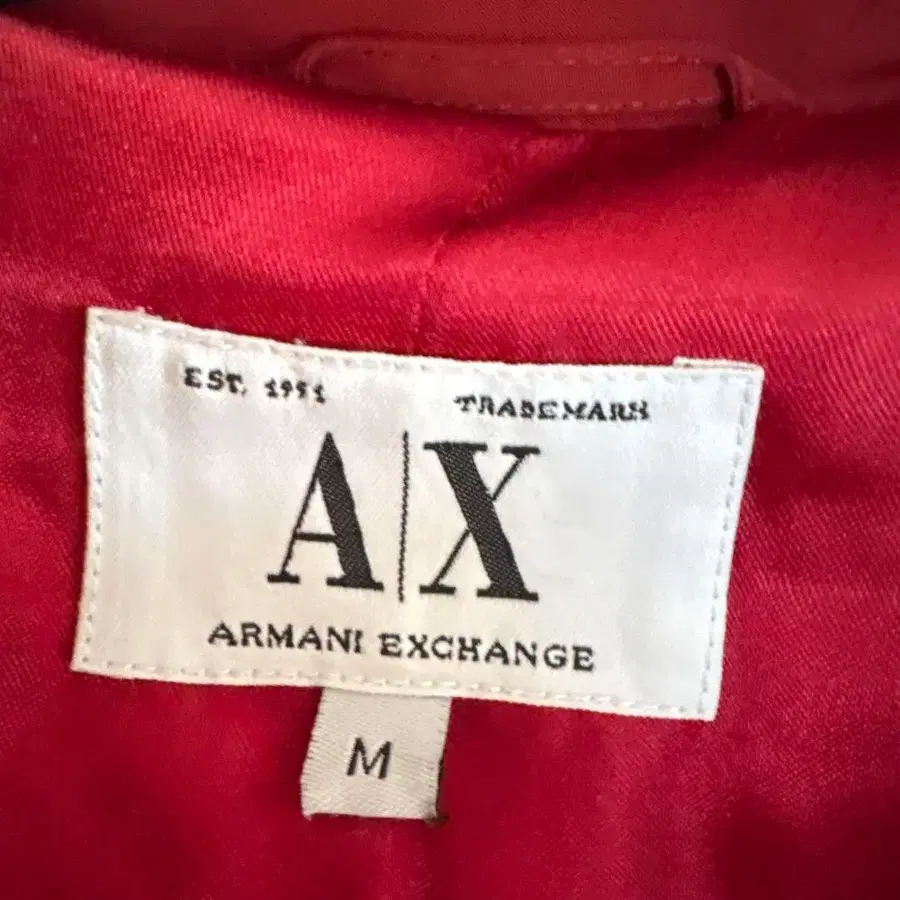 EST. 1991
TRADEMARK
A|X
ARMANI EXCHANGE
M